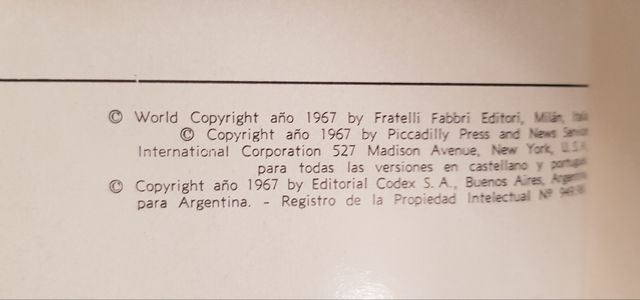 © World Copyright año 1967 by Fratelli Fabbri Editori, Milán, Italia
© Copyright año 1967 by Piccadilly Press and News Service
International Corporation 527 Madison Avenue, New York, U.S.A.
para todas las versiones en castellano y portugués
© Copyright año 1967 by Editorial Codex S. A., Buenos Aires, Argentina
para Argentina. - Registro de la Propiedad Intelectual Nº